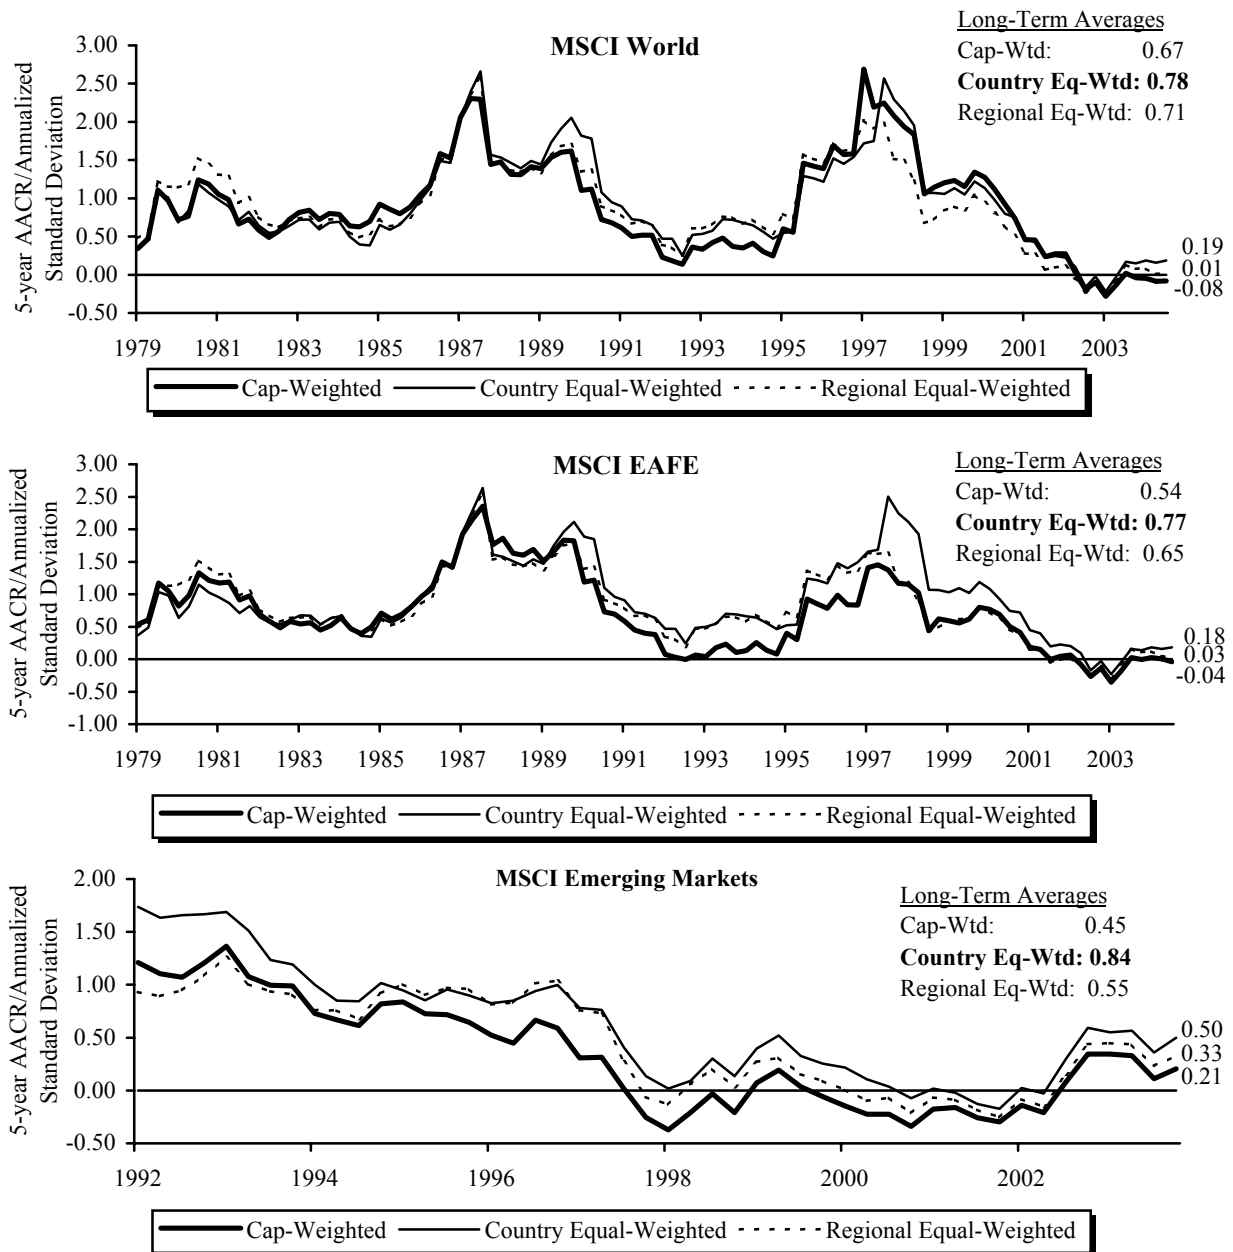 MSCI World
Long-Term Averages
Cap-Wtd: 0.67
Country Eq-Wtd: 0.78
Regional Eq-Wtd: 0.71
5-year AACR/Annualized
Standard Deviation
3.00
2.50
2.00
1.50
1.00
0.50
0.00
-0.50
0.19
0.01
-0.08
1979 1981 1983 1985 1987 1989 1991 1993 1995 1997 1999 2001 2003
Cap-Weighted Country Equal-Weighted Regional Equal-Weighted
MSCI EAFE
Long-Term Averages
Cap-Wtd: 0.54
Country Eq-Wtd: 0.77
Regional Eq-Wtd: 0.65
5-year AACR/Annualized
Standard Deviation
3.00
2.50
2.00
1.50
1.00
0.50
0.00
-0.50
-1.00
0.18
0.03
-0.04
1979 1981 1983 1985 1987 1989 1991 1993 1995 1997 1999 2001 2003
Cap-Weighted Country Equal-Weighted Regional Equal-Weighted
MSCI Emerging Markets
Long-Term Averages
Cap-Wtd: 0.45
Country Eq-Wtd: 0.84
Regional Eq-Wtd: 0.55
5-year AACR/Annualized
Standard Deviation
2.00
1.50
1.00
0.50
0.00
-0.50
0.50
0.33
0.21
1992 1994 1996 1998 2000 2002
Cap-Weighted Country Equal-Weighted Regional Equal-Weighted